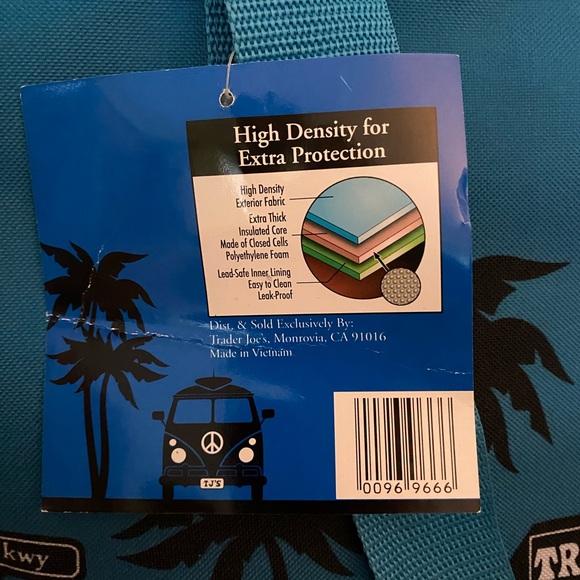 High Density for
Extra Protection
High Density
Exterior Fabric
Extra Thick
Insulated Core
Made of Closed Cells
Polyethylene Foam
Lead-Safe Inner Lining
Easy to Clean
Leak-Proof
Dist. & Sold Exclusively By:
Trader Joe's, Monrovia, CA 91016
Made in Vietnam
TJ'S
0096 9666
kwy
TR